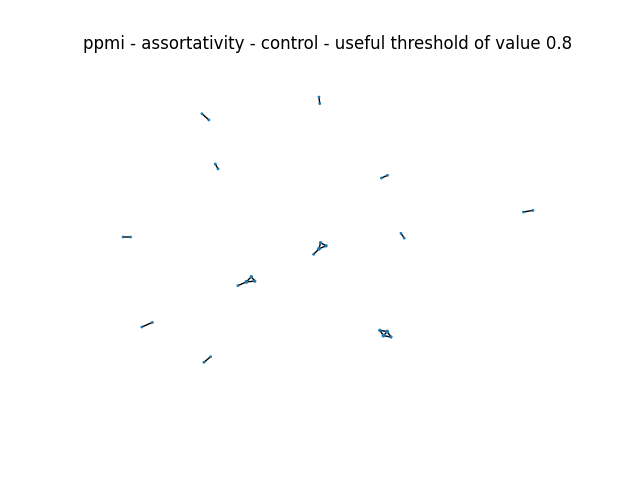 ppmi - assortativity - control - useful threshold of value 0.8